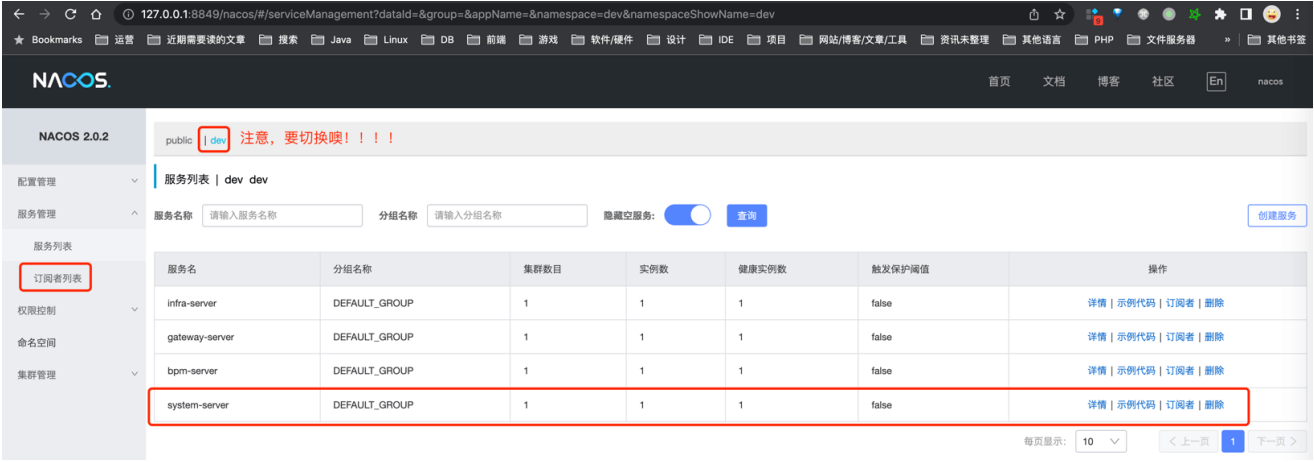 127.0.0.1:8849/nacos/#/serviceManagement?dataId=&group=&appName=&namespace=dev&namespaceShowName=dev
9
Bookmarks 运营 近期需要读的文章 搜索 Java Linux DB 前端 游戏 软件/硬件 设计 IDE 项目 网站/博客/文章/工具 资讯未整理 其他语言 PHP 文件服务器 » 其他书签
NACOS. 首页 文档 博客 社区 En nacos
NACOS 2.0.2
public | dev 注意，要切换噢！！！！
配置管理
服务列表 | dev dev
服务管理
服务名称 请输入服务名称 分组名称 请输入分组名称 隐藏空服务: 查询 创建服务
服务列表
订阅者列表
权限控制
命名空间
集群管理
服务名 分组名称 集群数目 实例数 健康实例数 触发保护阈值 操作
infra-server DEFAULT_GROUP 1 1 1 false 详情 | 示例代码 | 订阅者 | 删除
gateway-server DEFAULT_GROUP 1 1 1 false 详情 | 示例代码 | 订阅者 | 删除
bpm-server DEFAULT_GROUP 1 1 1 false 详情 | 示例代码 | 订阅者 | 删除
system-server DEFAULT_GROUP 1 1 1 false 详情 | 示例代码 | 订阅者 | 删除
每页显示: 10 < 上一页 1 下一页 >